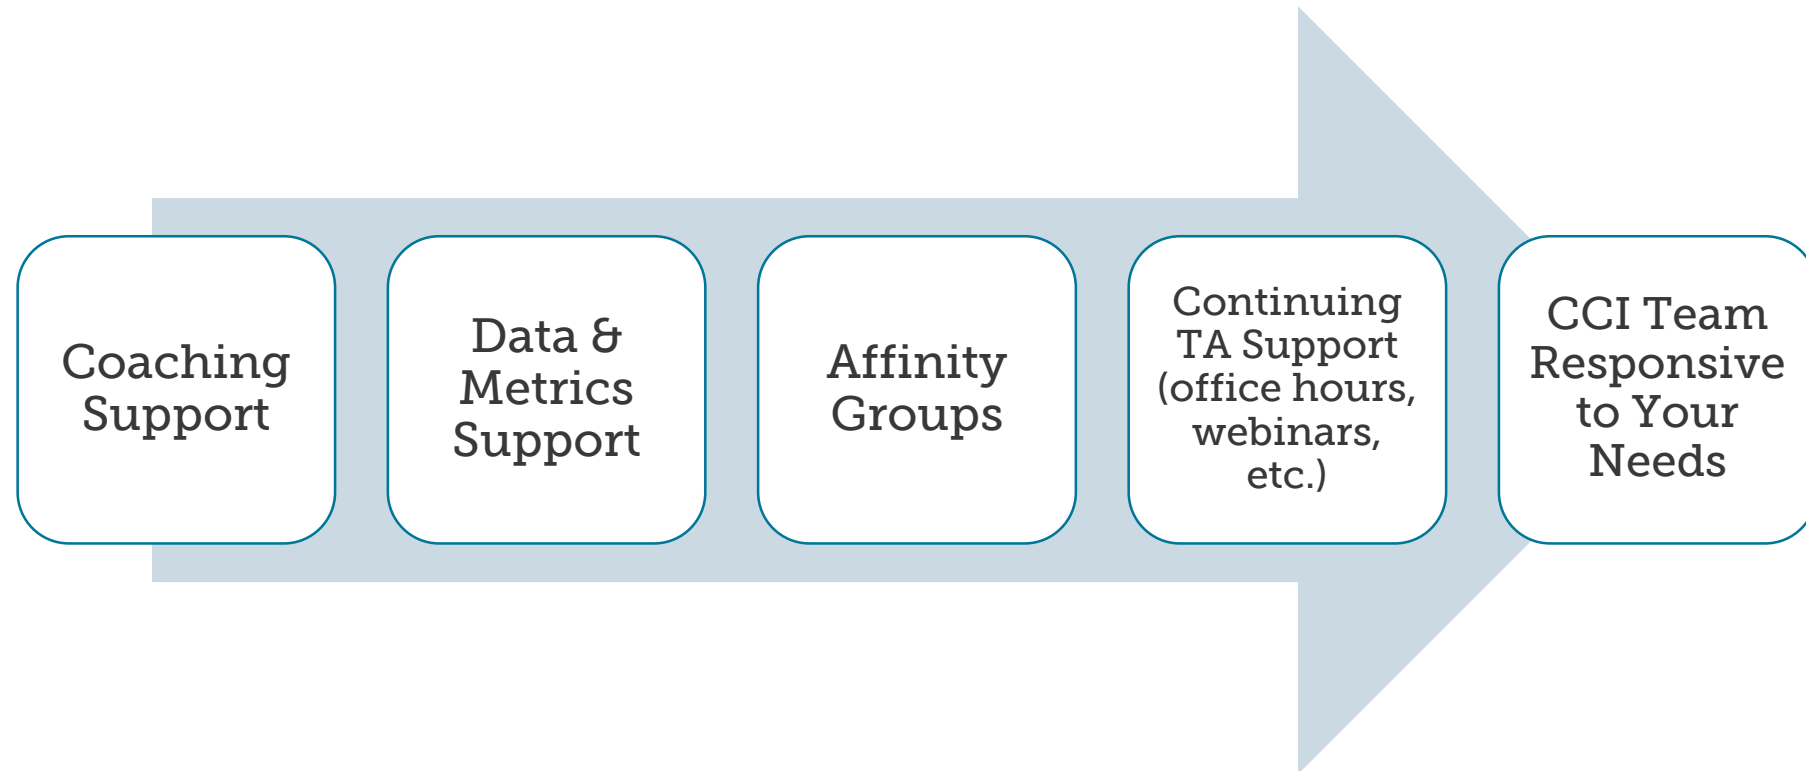 Coaching
Support
Data &
Metrics
Support
Affinity
Groups
Continuing
TA Support
(office hours,
webinars,
etc.)
CCI Team
Responsive
to Your
Needs